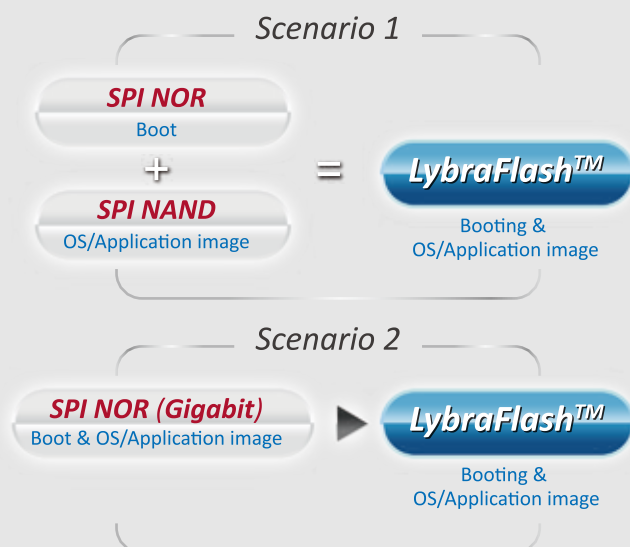 Scenario 1
SPI NOR
Boot
+
SPI NAND
OS/Application image
=
LybraFlash™
Booting &
OS/Application image
Scenario 2
SPI NOR (Gigabit)
Boot & OS/Application image
LybraFlash™
Booting &
OS/Application image